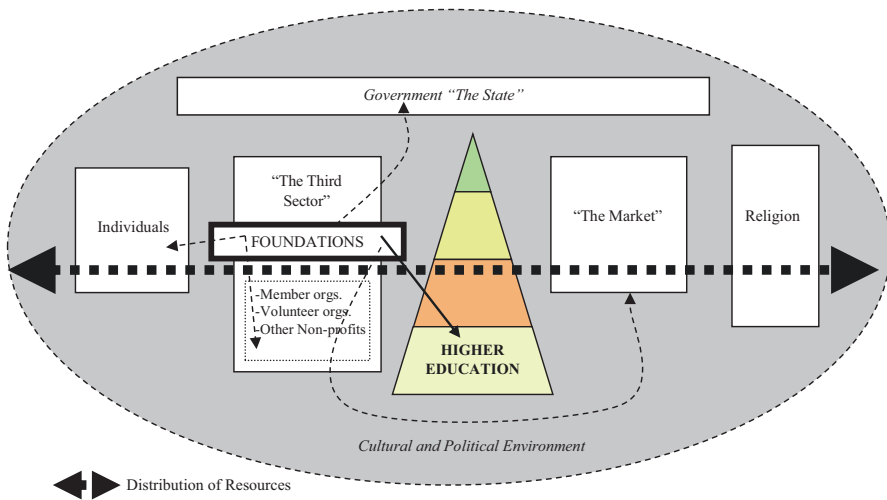 Government “The State”
Individuals
“The Third
Sector”
FOUNDATIONS
-Member orgs.
-Volunteer orgs.
-Other Non-profits
HIGHER
EDUCATION
“The Market”
Religion
Cultural and Political Environment
Distribution of Resources